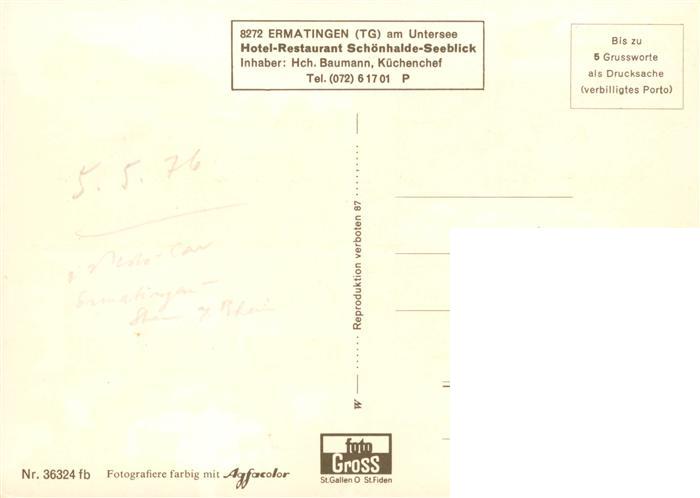 8272 ERMATINGEN (TG) am Untersee
Hotel-Restaurant Schönhalde-Seeblick
Inhaber: Hch. Baumann, Küchenchef
Tel. (072) 6 17 01 P
Bis zu
5 Grussworte
als Drucksache
(verbilligtes Porto)
5. 5. 76
Ermatingen-
Stein a/Rhein
W Reproduktion verboten 87
foto
Gross
St.Gallen O St.Fiden
Nr. 36324 fb Fotografiere farbig mit Agfacolor